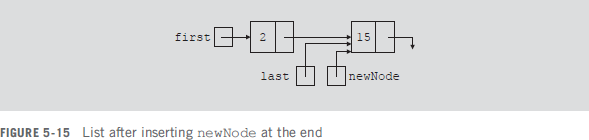 first 2 15
last newNode
FIGURE 5-15 List after inserting newNode at the end